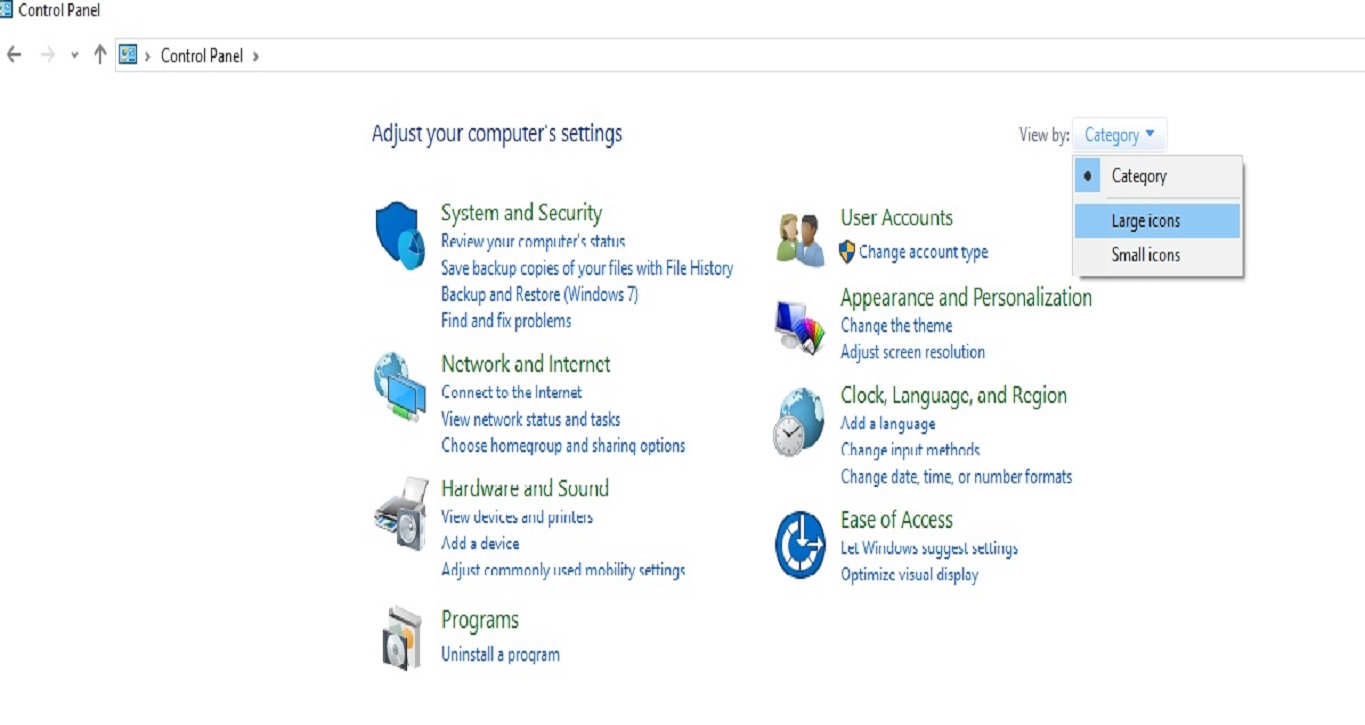 Control Panel
Control Panel
Adjust your computer's settings
View by: Category
Category
Large icons
Small icons
System and Security
Review your computer's status
Save backup copies of your files with File History
Backup and Restore (Windows 7)
Find and fix problems
Network and Internet
Connect to the Internet
View network status and tasks
Choose homegroup and sharing options
Hardware and Sound
View devices and printers
Add a device
Adjust commonly used mobility settings
Programs
Uninstall a program
User Accounts
Change account type
Appearance and Personalization
Change the theme
Adjust screen resolution
Clock, Language, and Region
Add a language
Change input methods
Change date, time, or number formats
Ease of Access
Let Windows suggest settings
Optimize visual display